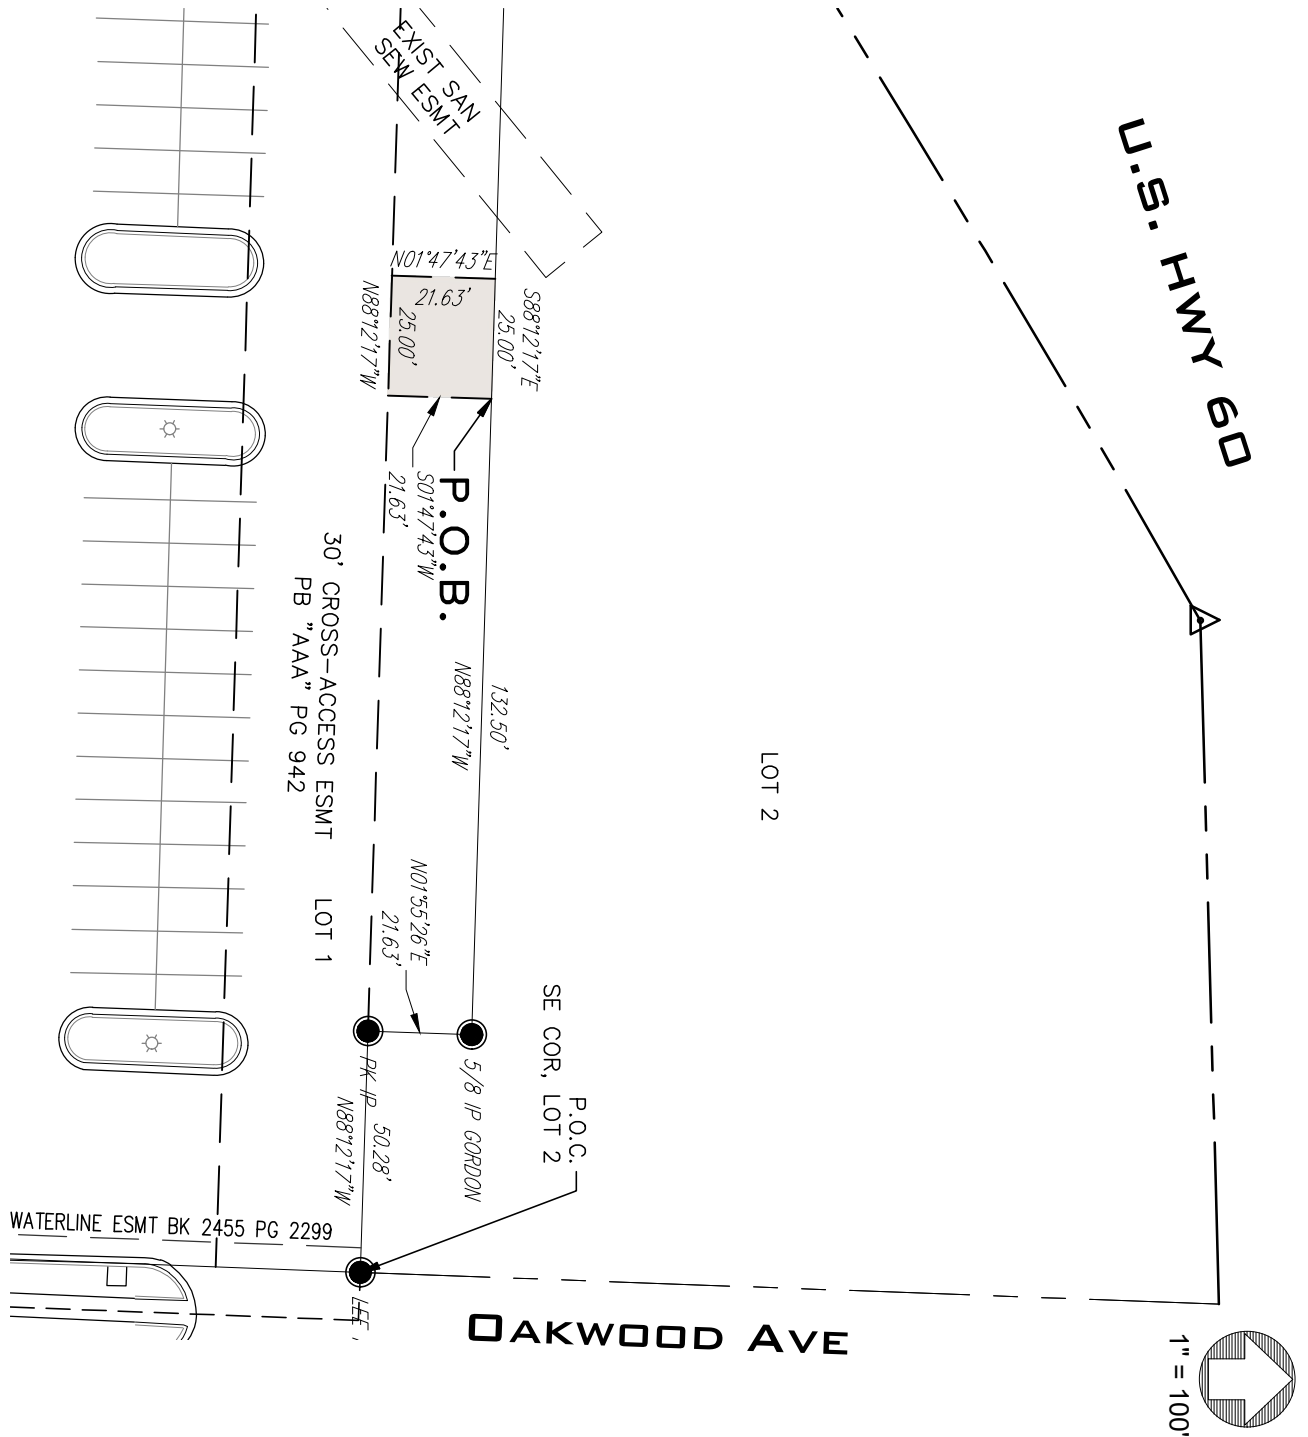 EXIST SAN
SEW ESMT
U.S. HWY 60
N01°47'43"E
21.63'
25.00'
N88°12'17"W
S88°12'17"E
25.00'
S01°47'43"W
21.63'
P.O.B.
30' CROSS-ACCESS ESMT
PB "AAA" PG 942
LOT 1
132.50'
N88°12'17"W
LOT 2
N01°55'26"E
21.63'
P.O.C.
SE COR, LOT 2
5/8 IP GORDON
PK IP
50.28'
N88°12'17"W
WATERLINE ESMT BK 2455 PG 2299
LEE
OAKWOOD AVE
1" = 100'